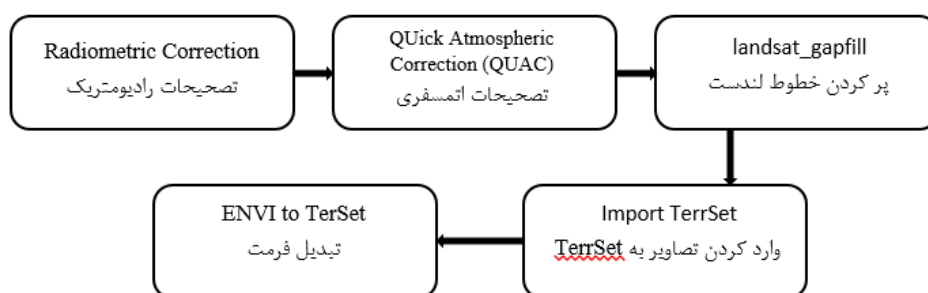 Radiometric Correction
تصحیحات رادیومتریک
QUick Atmospheric
Correction (QUAC)
تصحیحات اتمسفری
landsat_gapfill
پر کردن خطوط لندست
Import TerrSet
وارد کردن تصاویر به TerrSet
ENVI to TerSet
تبدیل فرمت